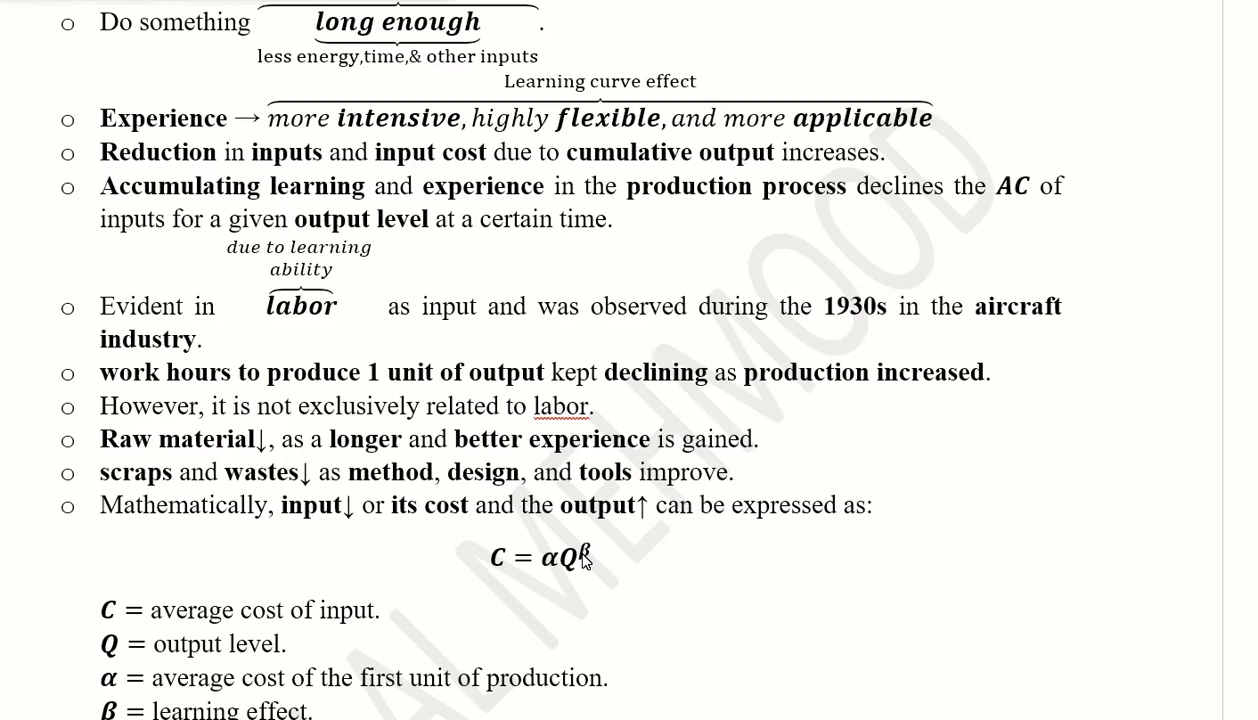 o Do something long enough.
less energy,time,& other inputs
Learning curve effect
o Experience → more intensive, highly flexible, and more applicable
o Reduction in inputs and input cost due to cumulative output increases.
o Accumulating learning and experience in the production process declines the AC of
inputs for a given output level at a certain time.
due to learning
ability
o Evident in labor as input and was observed during the 1930s in the aircraft
industry.
o work hours to produce 1 unit of output kept declining as production increased.
o However, it is not exclusively related to labor.
o Raw material↓, as a longer and better experience is gained.
o scraps and wastes↓ as method, design, and tools improve.
o Mathematically, input↓ or its cost and the output↑ can be expressed as:
C = αQ^β
C = average cost of input.
Q = output level.
α = average cost of the first unit of production.
β = learning effect.
AL MEHMOOD